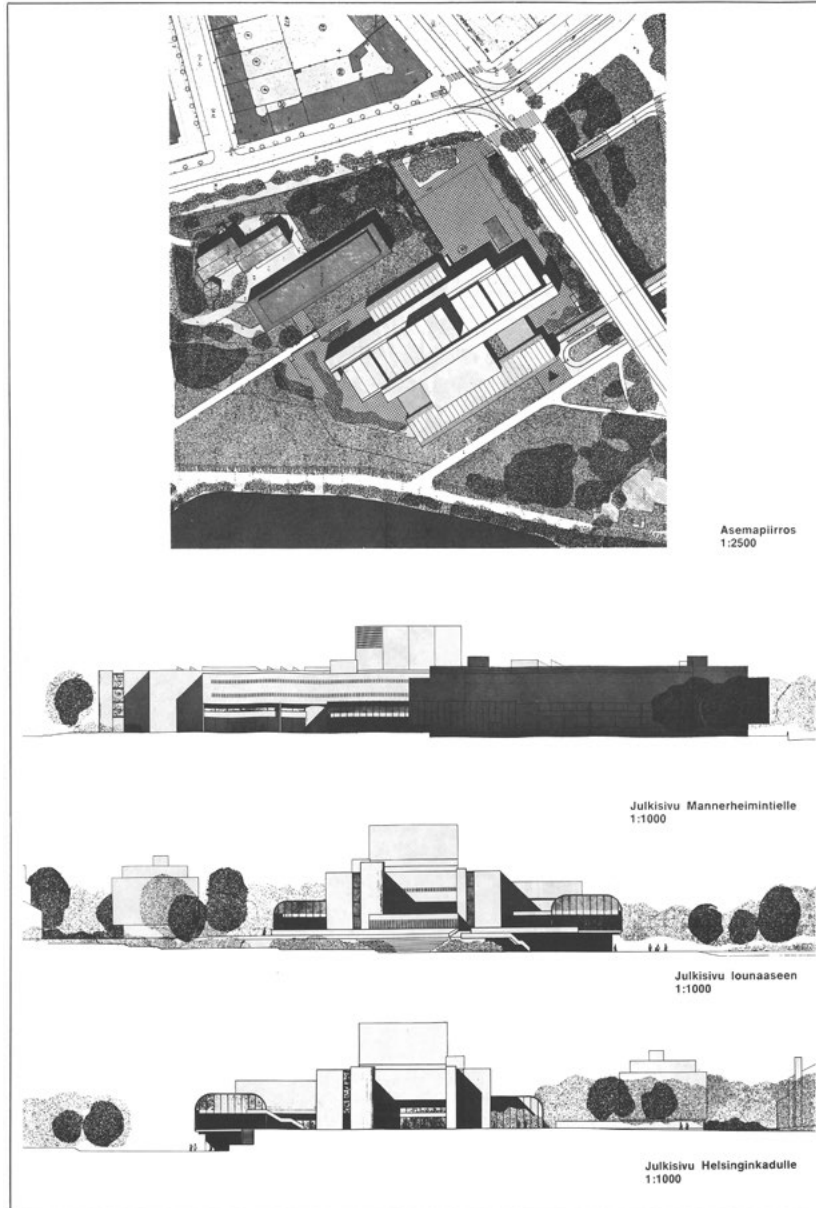 Asemapiirros
1:2500
Julkisivu Mannerheimintielle
1:1000
Julkisivu lounaaseen
1:1000
Julkisivu Helsinginkadulle
1:1000